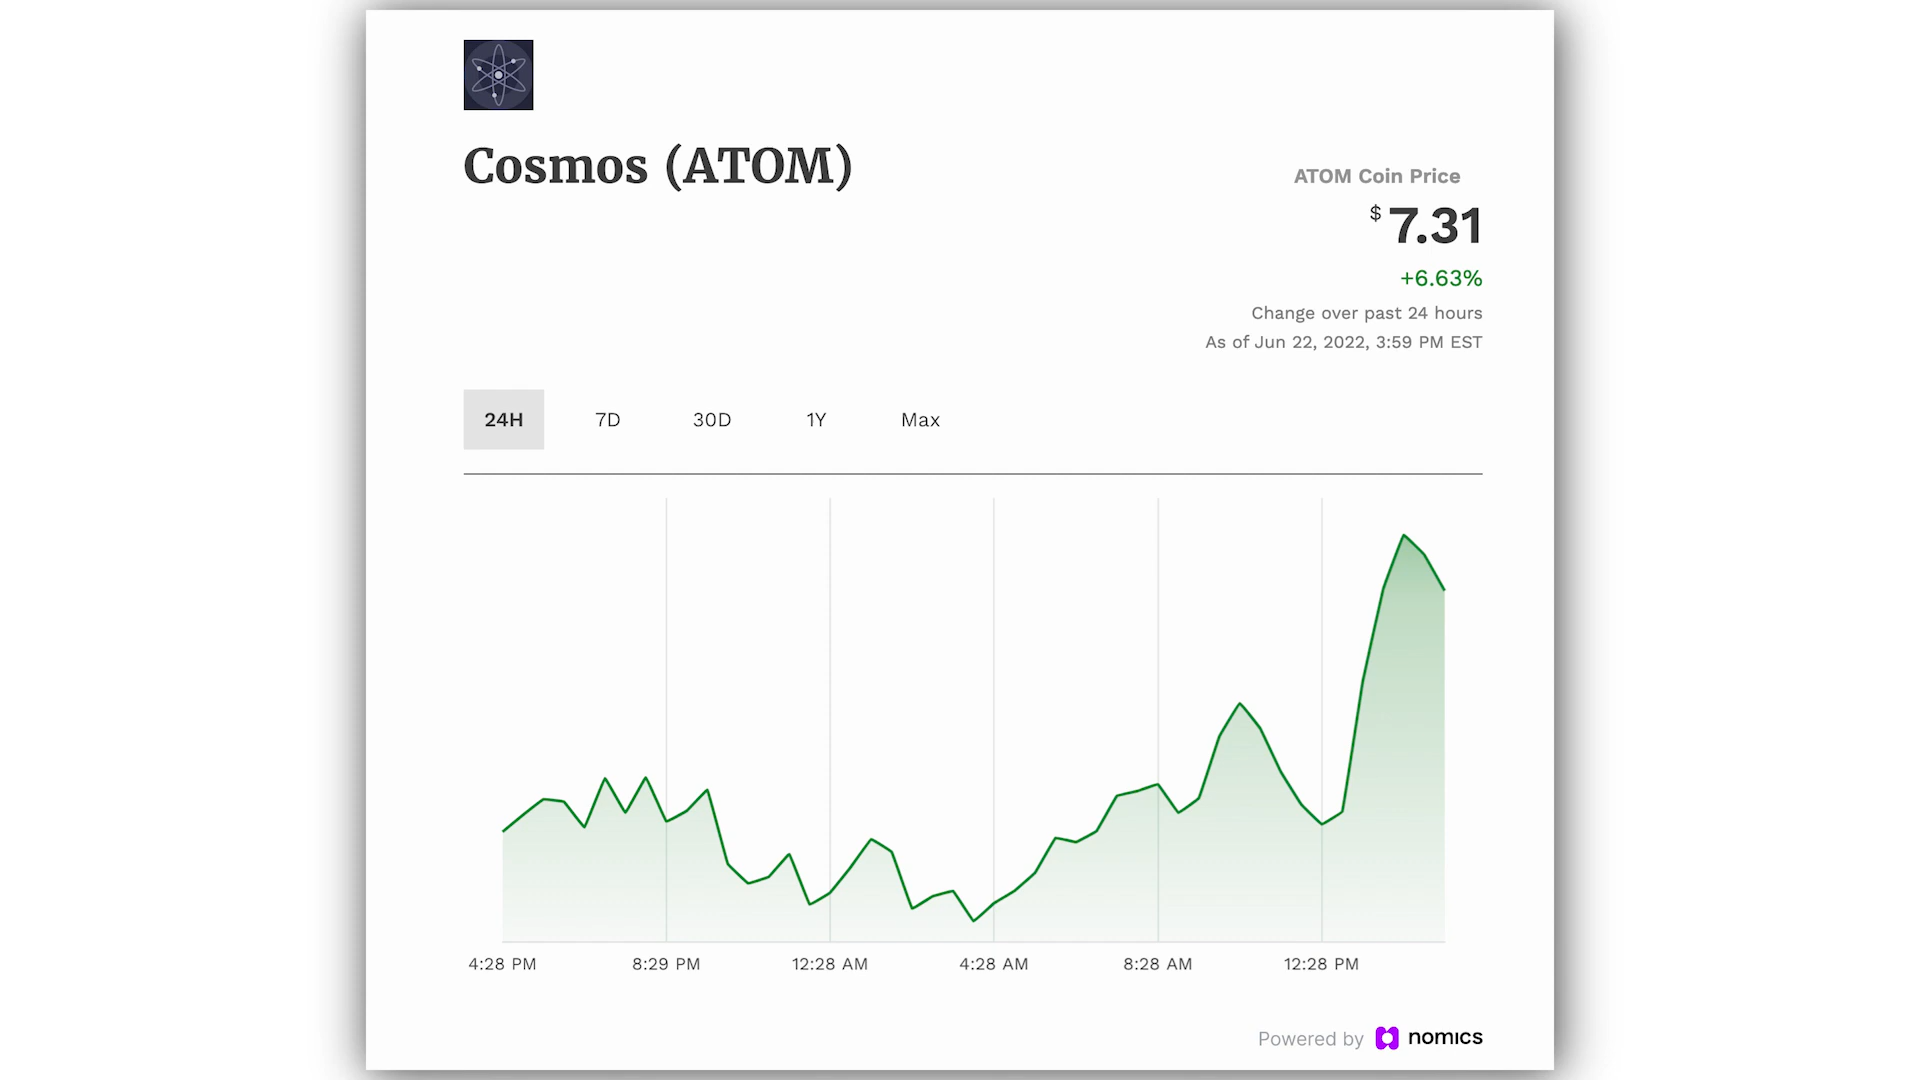 Cosmos (ATOM)
ATOM Coin Price
$ 7.31
+6.63%
Change over past 24 hours
As of Jun 22, 2022, 3:59 PM EST
24H 7D 30D 1Y Max
4:28 PM 8:29 PM 12:28 AM 4:28 AM 8:28 AM 12:28 PM
Powered by nomics